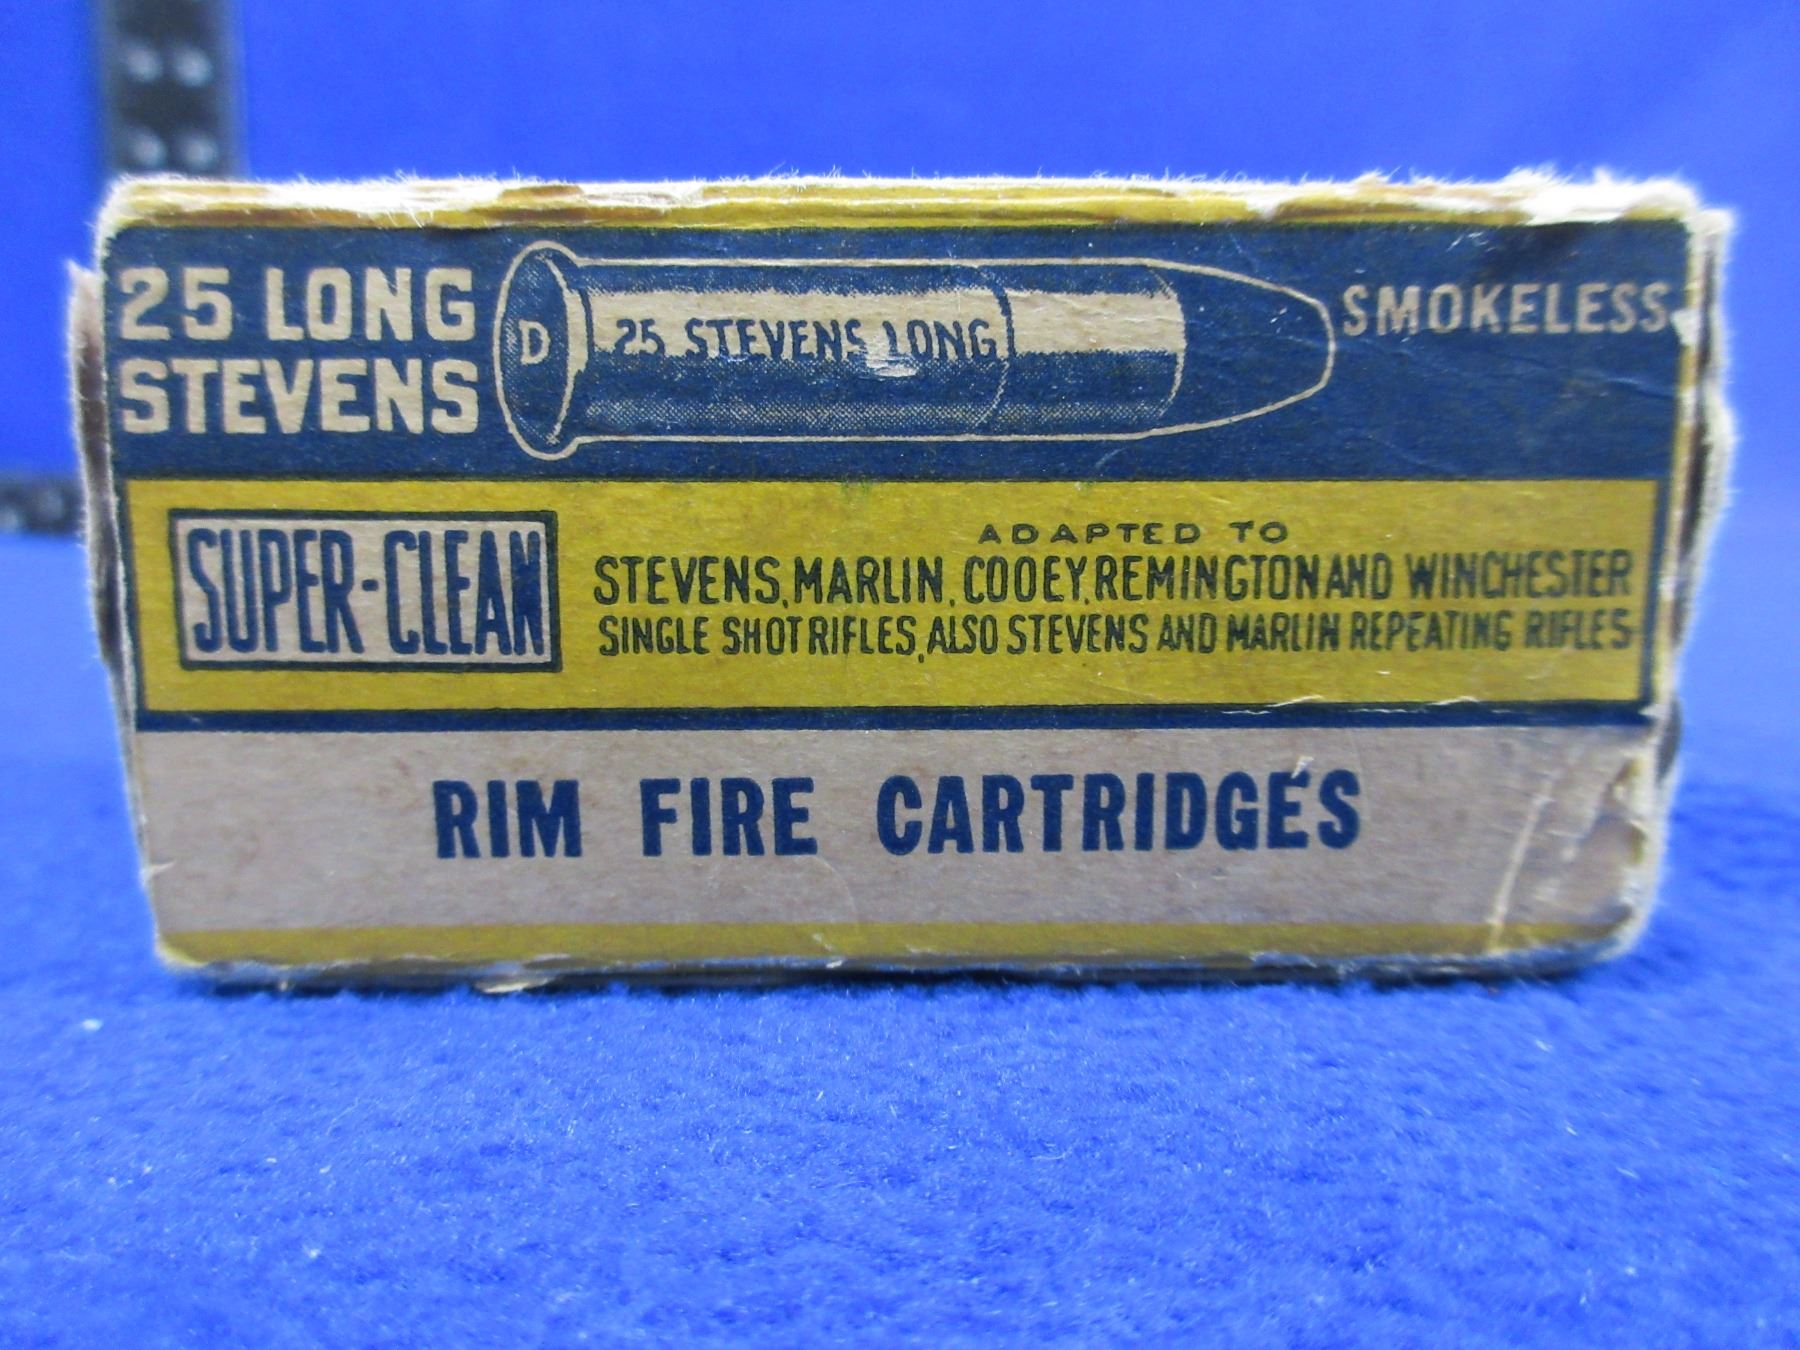 25 LONG
STEVENS
D
25 STEVENS LONG
SMOKELESS
SUPER-CLEAN
ADAPTED TO
STEVENS, MARLIN, COOEY, REMINGTON AND WINCHESTER
SINGLE SHOT RIFLES, ALSO STEVENS AND MARLIN REPEATING RIFLES
RIM FIRE CARTRIDGES